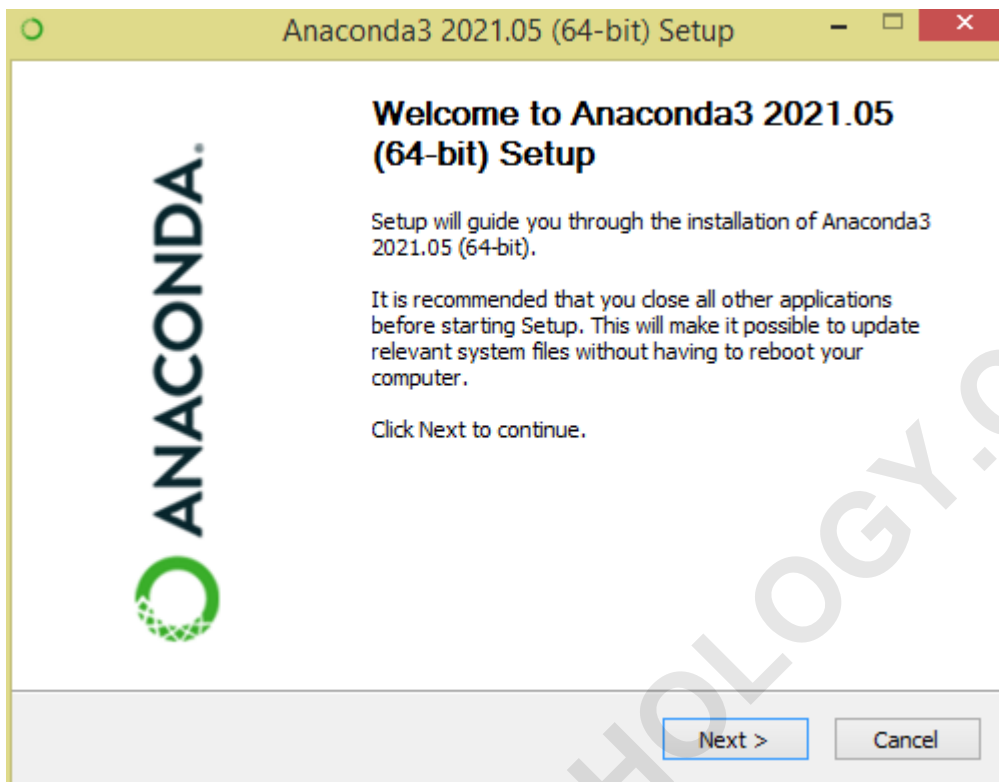 Anaconda3 2021.05 (64-bit) Setup
Welcome to Anaconda3 2021.05
(64-bit) Setup
Setup will guide you through the installation of Anaconda3
2021.05 (64-bit).
It is recommended that you close all other applications
before starting Setup. This will make it possible to update
relevant system files without having to reboot your
computer.
Click Next to continue.
ANACONDA.
Next >
Cancel